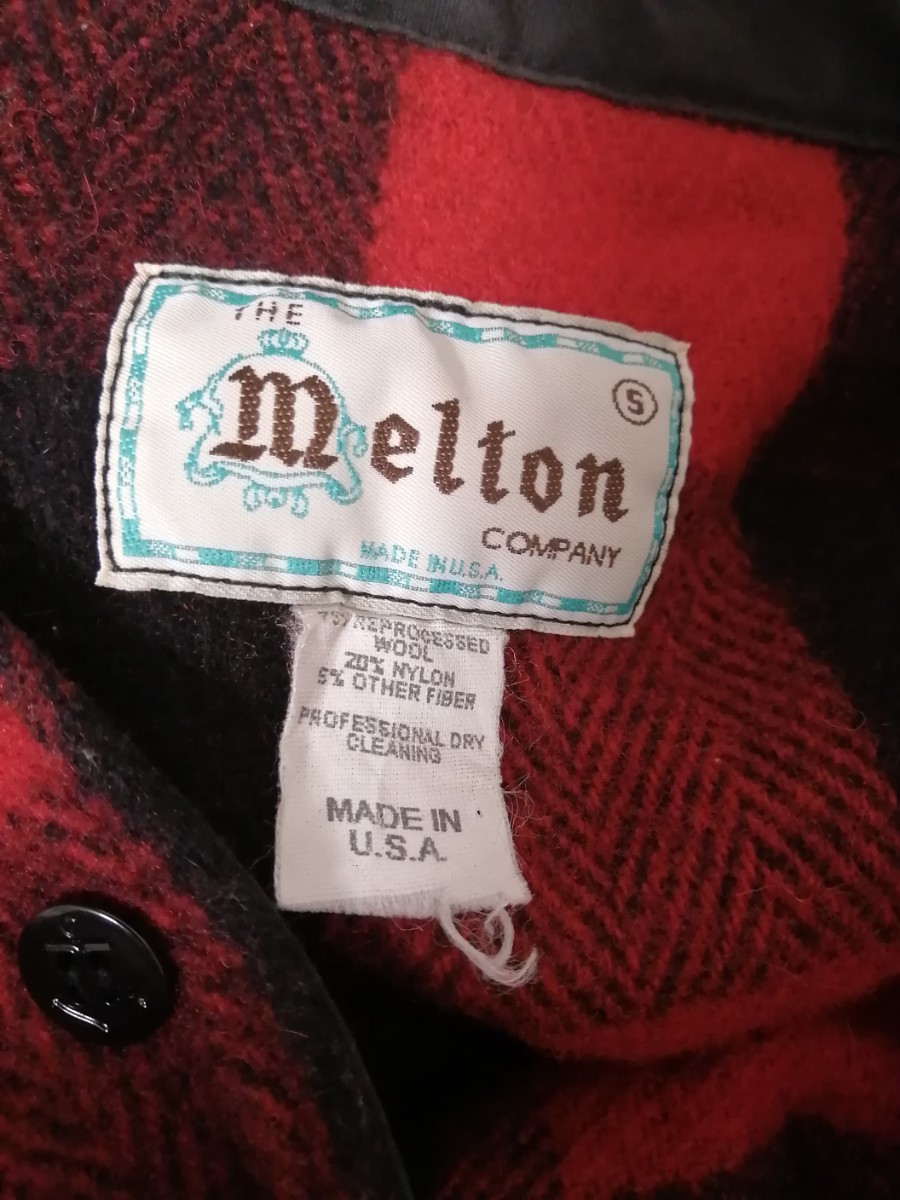 THE
Melton
S
COMPANY
MADE IN U.S.A.
REPROCESSED
WOOL
20% NYLON
5% OTHER FIBER
PROFESSIONAL DRY
CLEANING
MADE IN
U.S.A.